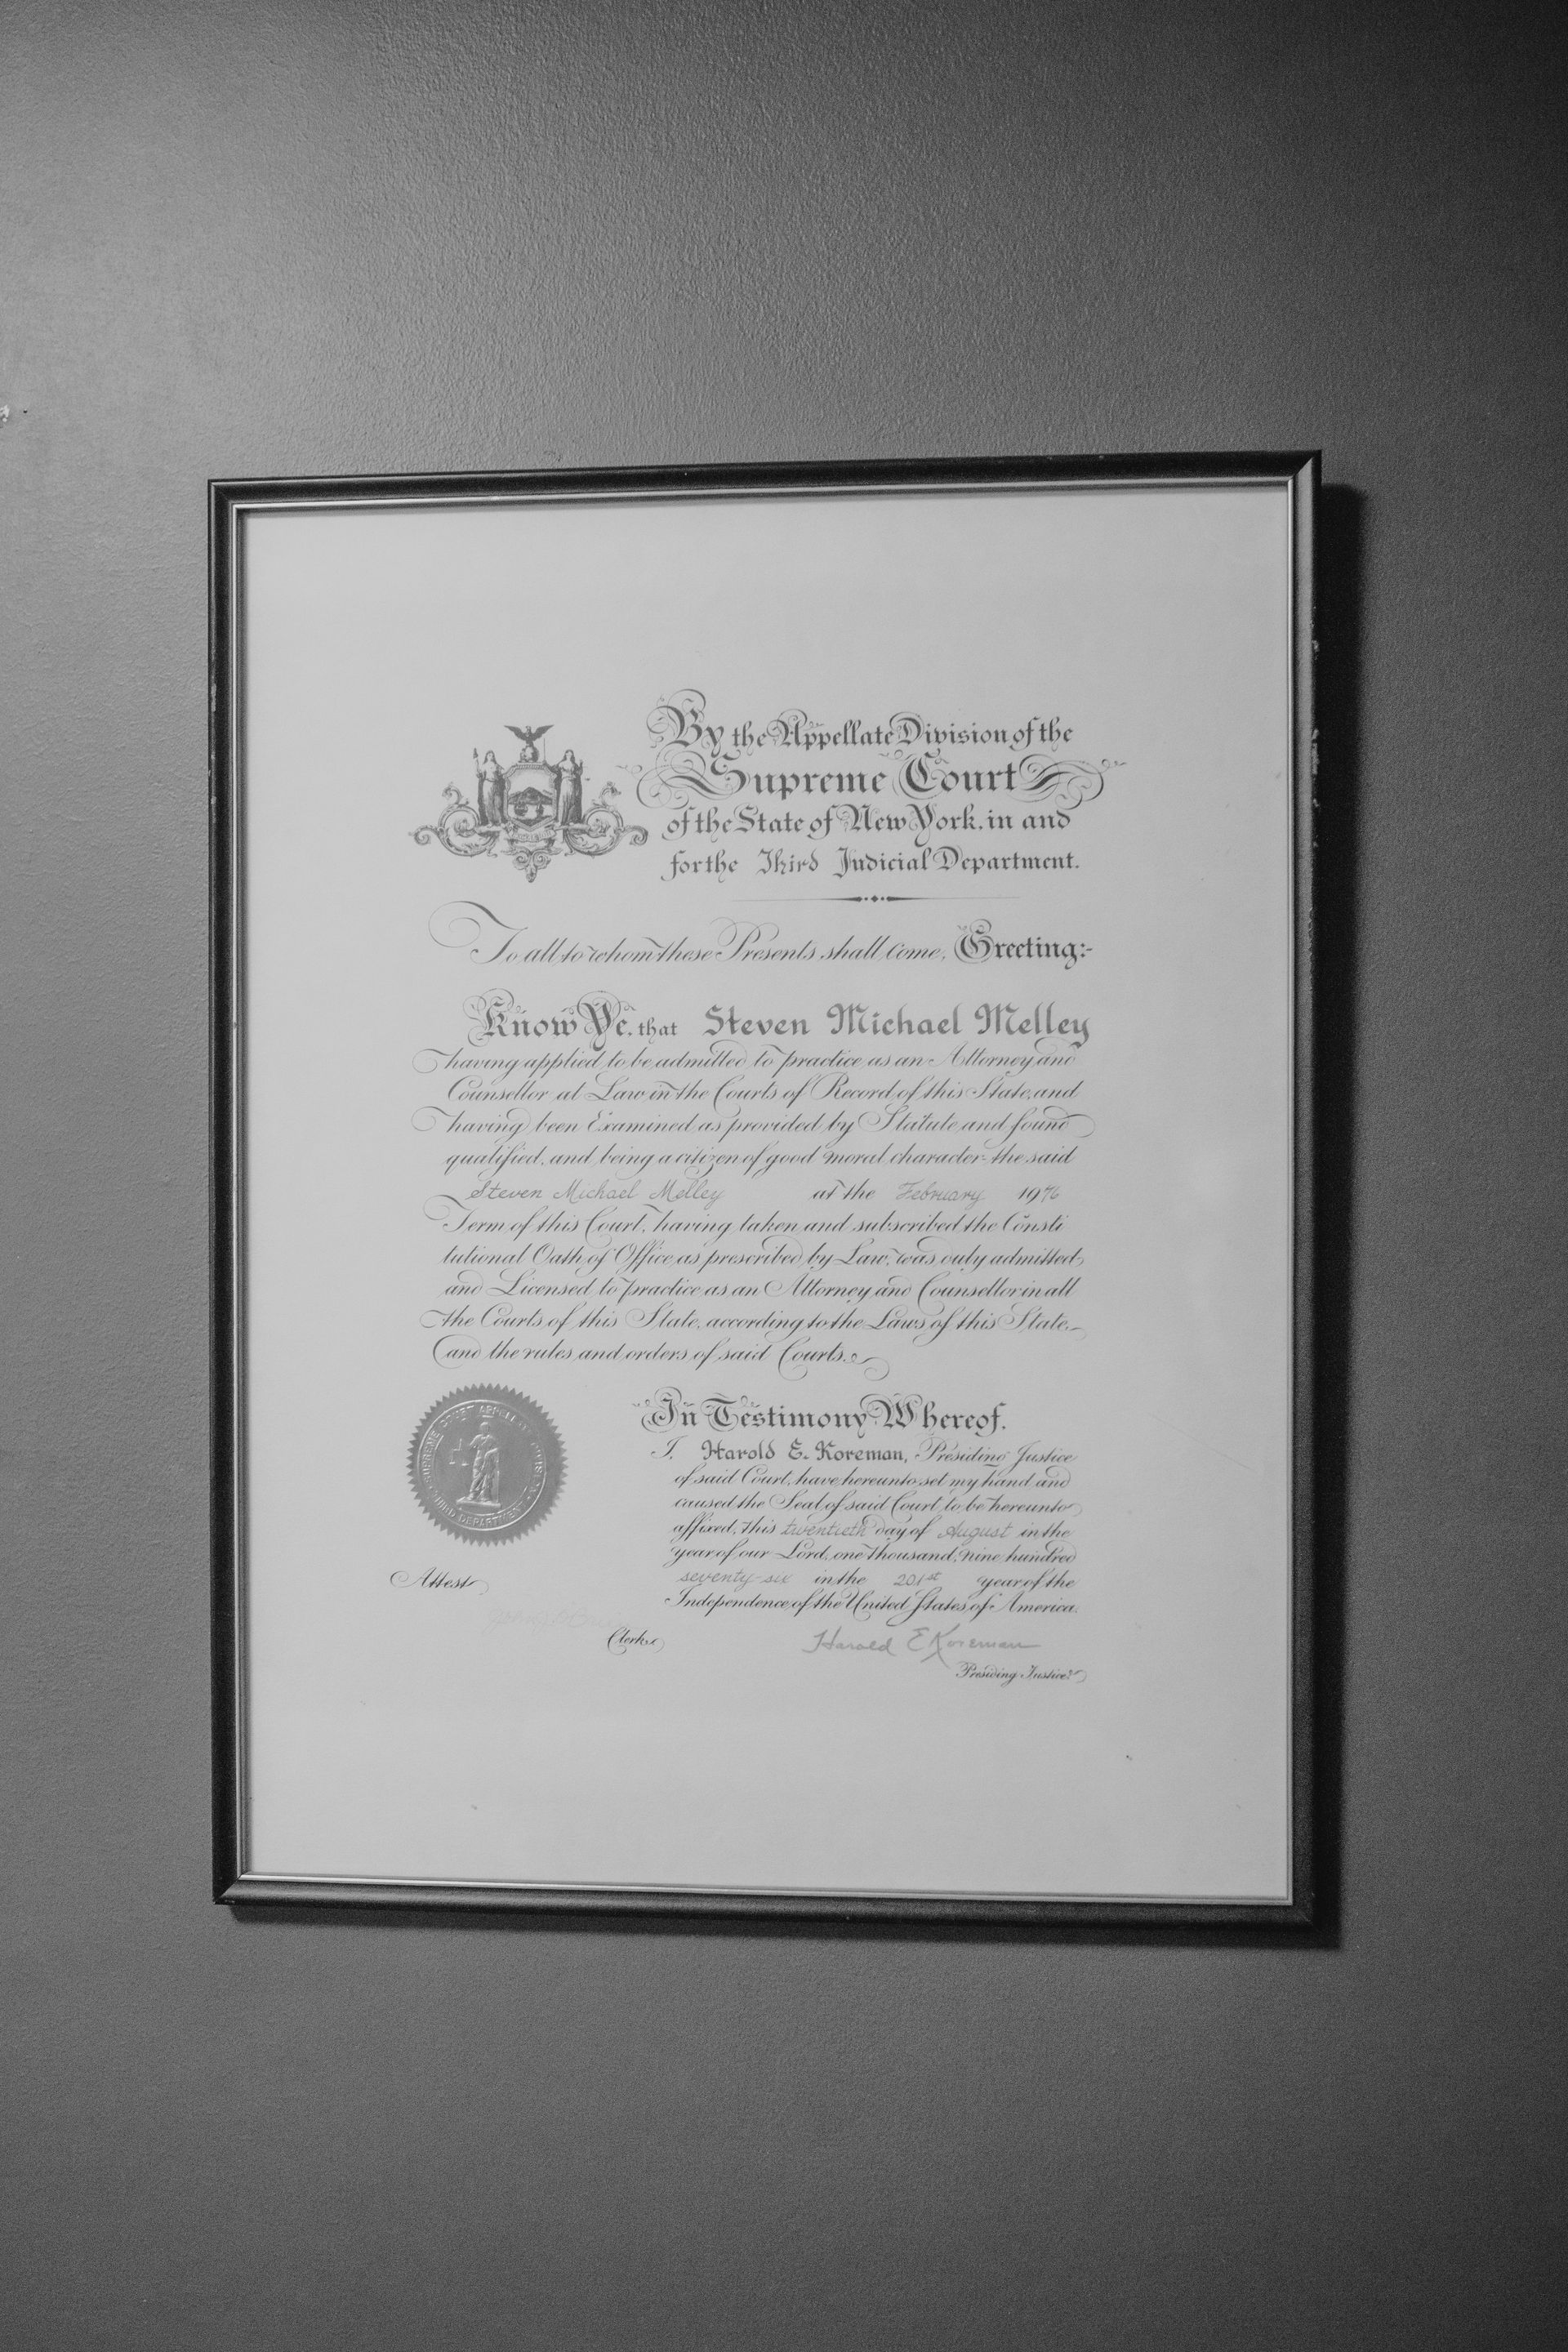 By the Appellate Division of the
Supreme Court
of the State of New York, in and
for the Third Judicial Department.
To all to whom these Presents shall come, Greeting:-
Know Ye, that Steven Michael Melley
having applied to be admitted to practice as an Attorney and
Counsellor at Law in the Courts of Record of this State, and
having been Examined as provided by Statute and found
qualified, and being a citizen of good moral character the said
Steven Michael Melley at the February 1976
Term of this Court, having taken and subscribed the Consti
tutional Oath of Office as prescribed by Law, was duly admitted
and Licensed to practice as an Attorney and Counsellor in all
the Courts of this State, according to the Laws of this State
and the rules and orders of said Courts.
SUPREME COURT APPELLATE DIVISION
THIRD DEPARTMENT
In Testimony Whereof,
I, Harold E. Koreman, Presiding Justice
of said Court, have hereunto set my hand and
caused the Seal of said Court to be hereunto
affixed, this twentieth day of August in the
year of our Lord, one thousand, nine hundred
seventy-six in the 201st year of the
Independence of the United States of America.
Attest
Clerk
Harold E Koreman
Presiding Justice